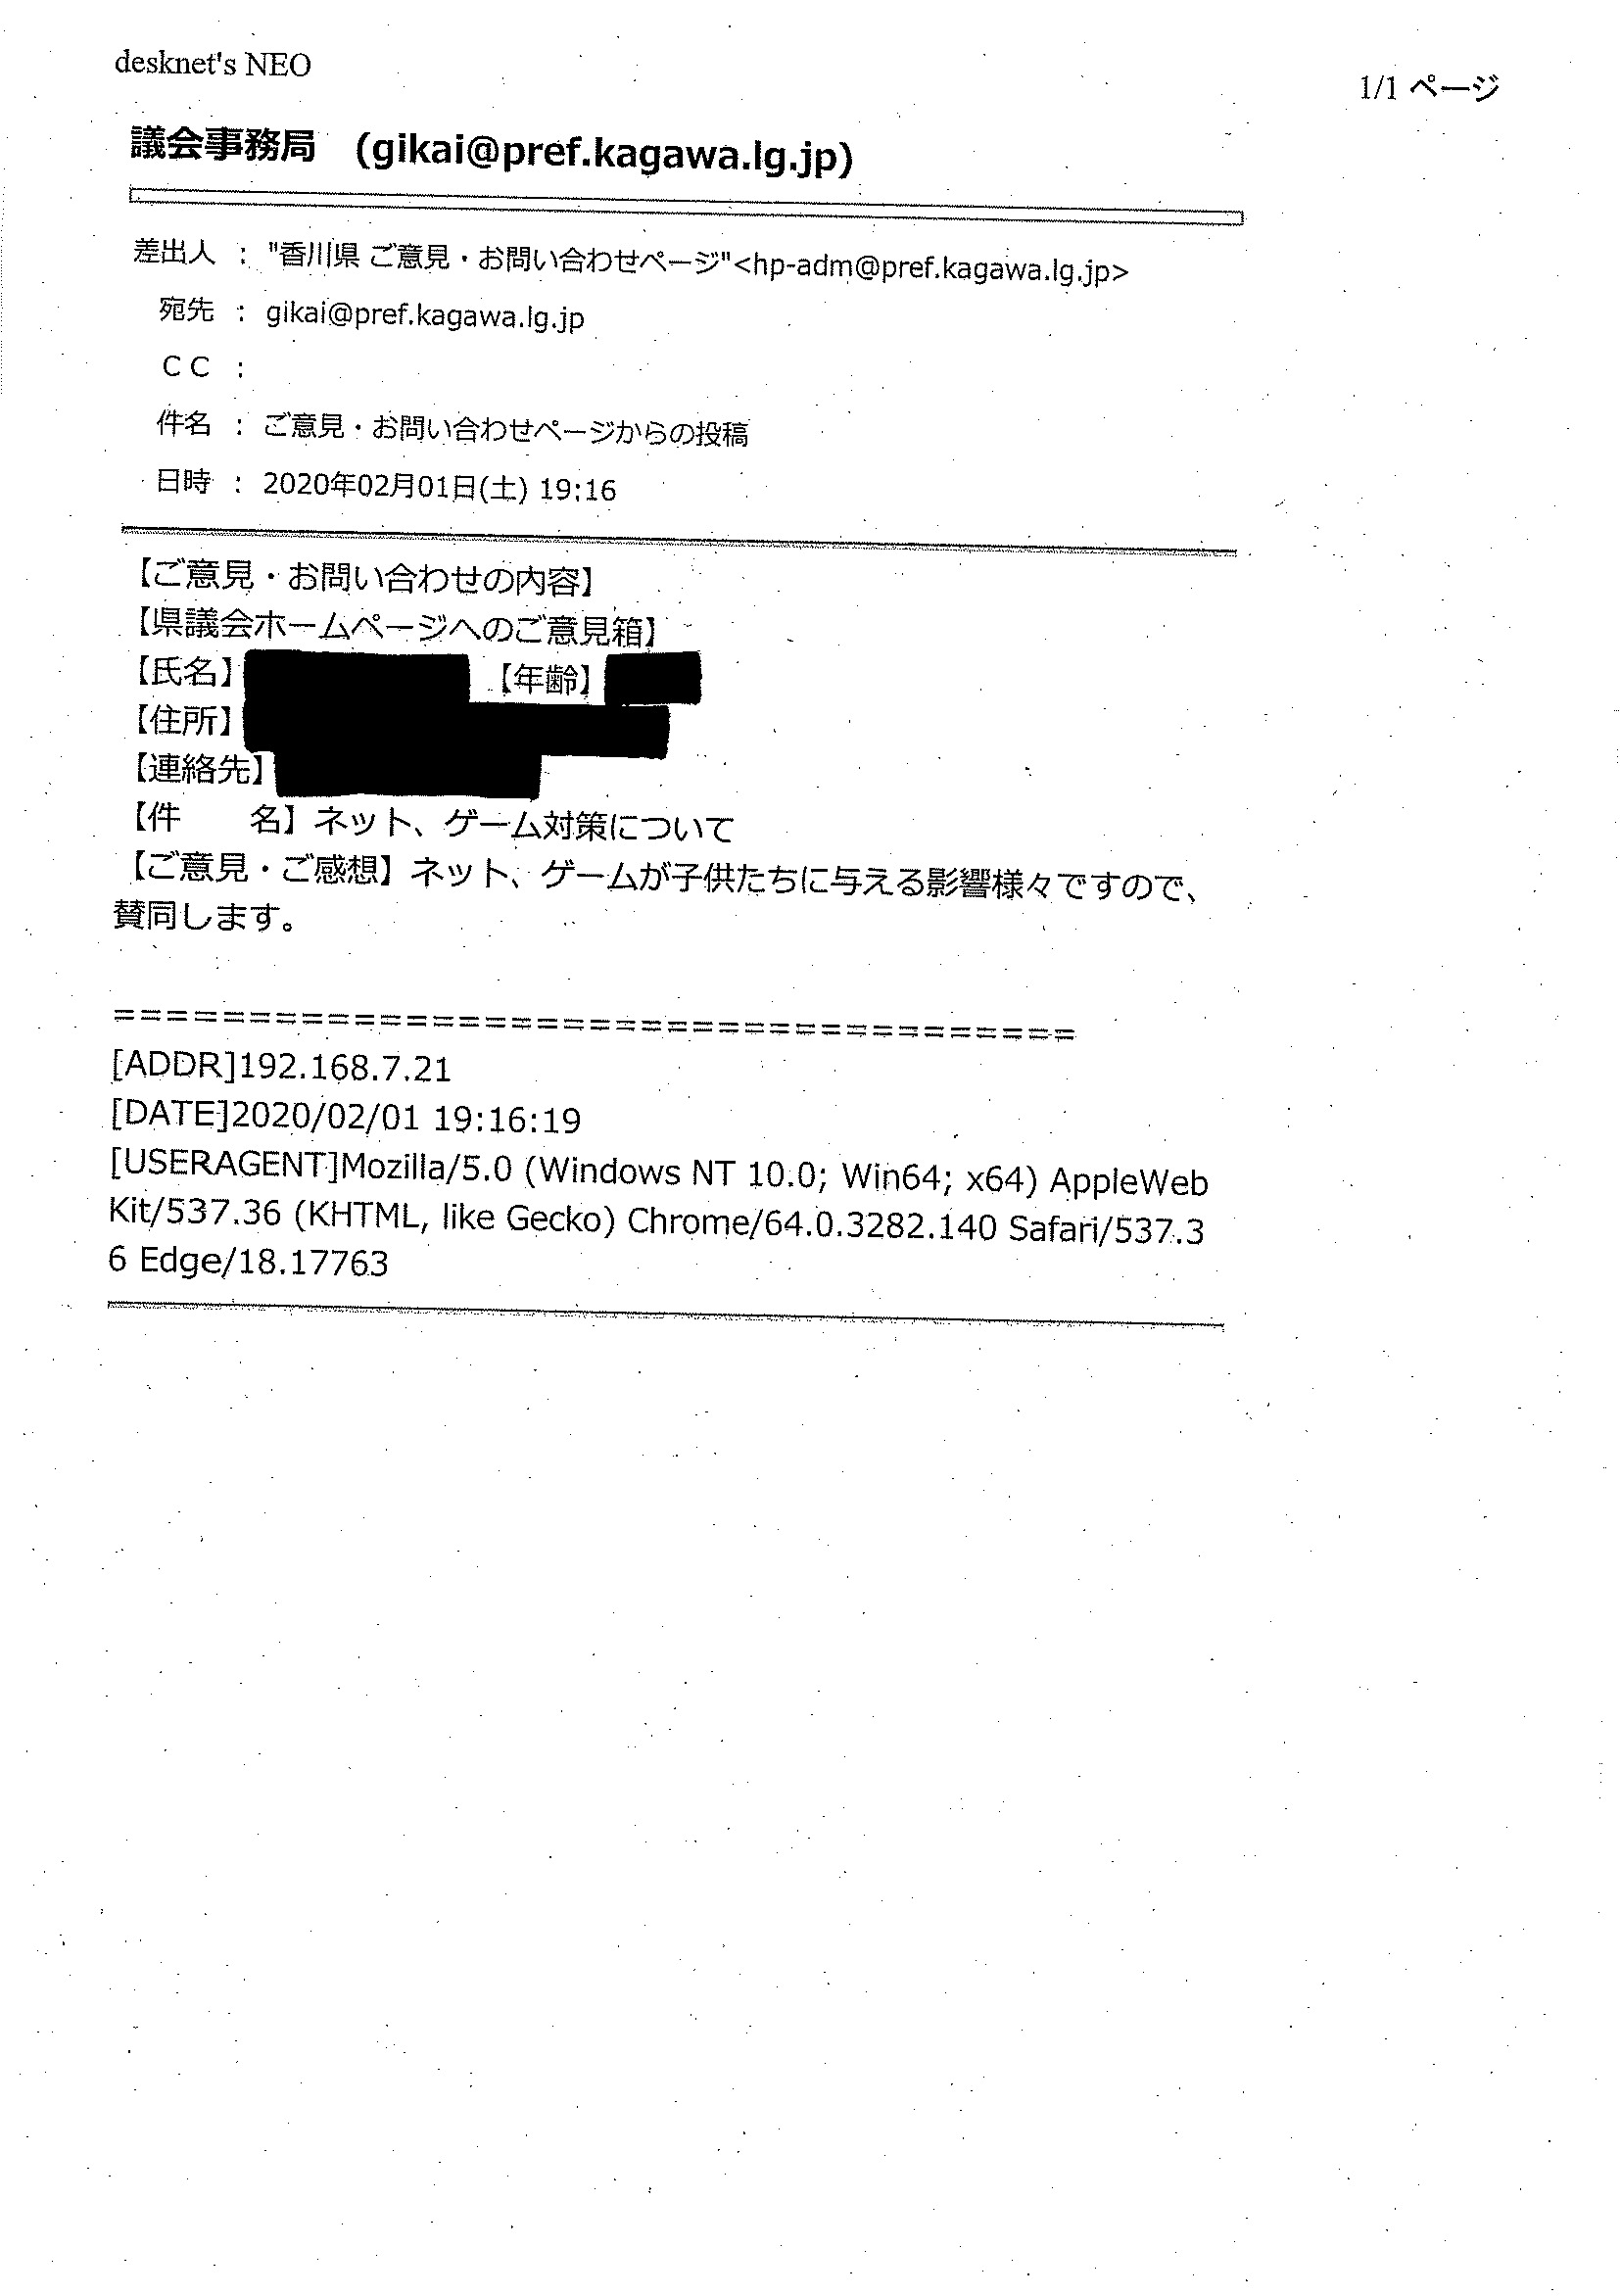 desknet's NEO
1/1 ページ
議会事務局 (gikai@pref.kagawa.lg.jp)
差出人 : "香川県 ご意見・お問い合わせページ"<hp-adm@pref.kagawa.lg.jp>
宛先 : gikai@pref.kagawa.lg.jp
ＣＣ :
件名 : ご意見・お問い合わせページからの投稿
日時 : 2020年02月01日(土) 19:16
【ご意見・お問い合わせの内容】
【県議会ホームページへのご意見箱】
【氏名】 【年齢】
【住所】
【連絡先】
【件　　名】ネット、ゲーム対策について
【ご意見・ご感想】ネット、ゲームが子供たちに与える影響様々ですので、
賛同します。
=====================================
[ADDR]192.168.7.21
[DATE]2020/02/01 19:16:19
[USERAGENT]Mozilla/5.0 (Windows NT 10.0; Win64; x64) AppleWeb
Kit/537.36 (KHTML, like Gecko) Chrome/64.0.3282.140 Safari/537.3
6 Edge/18.17763